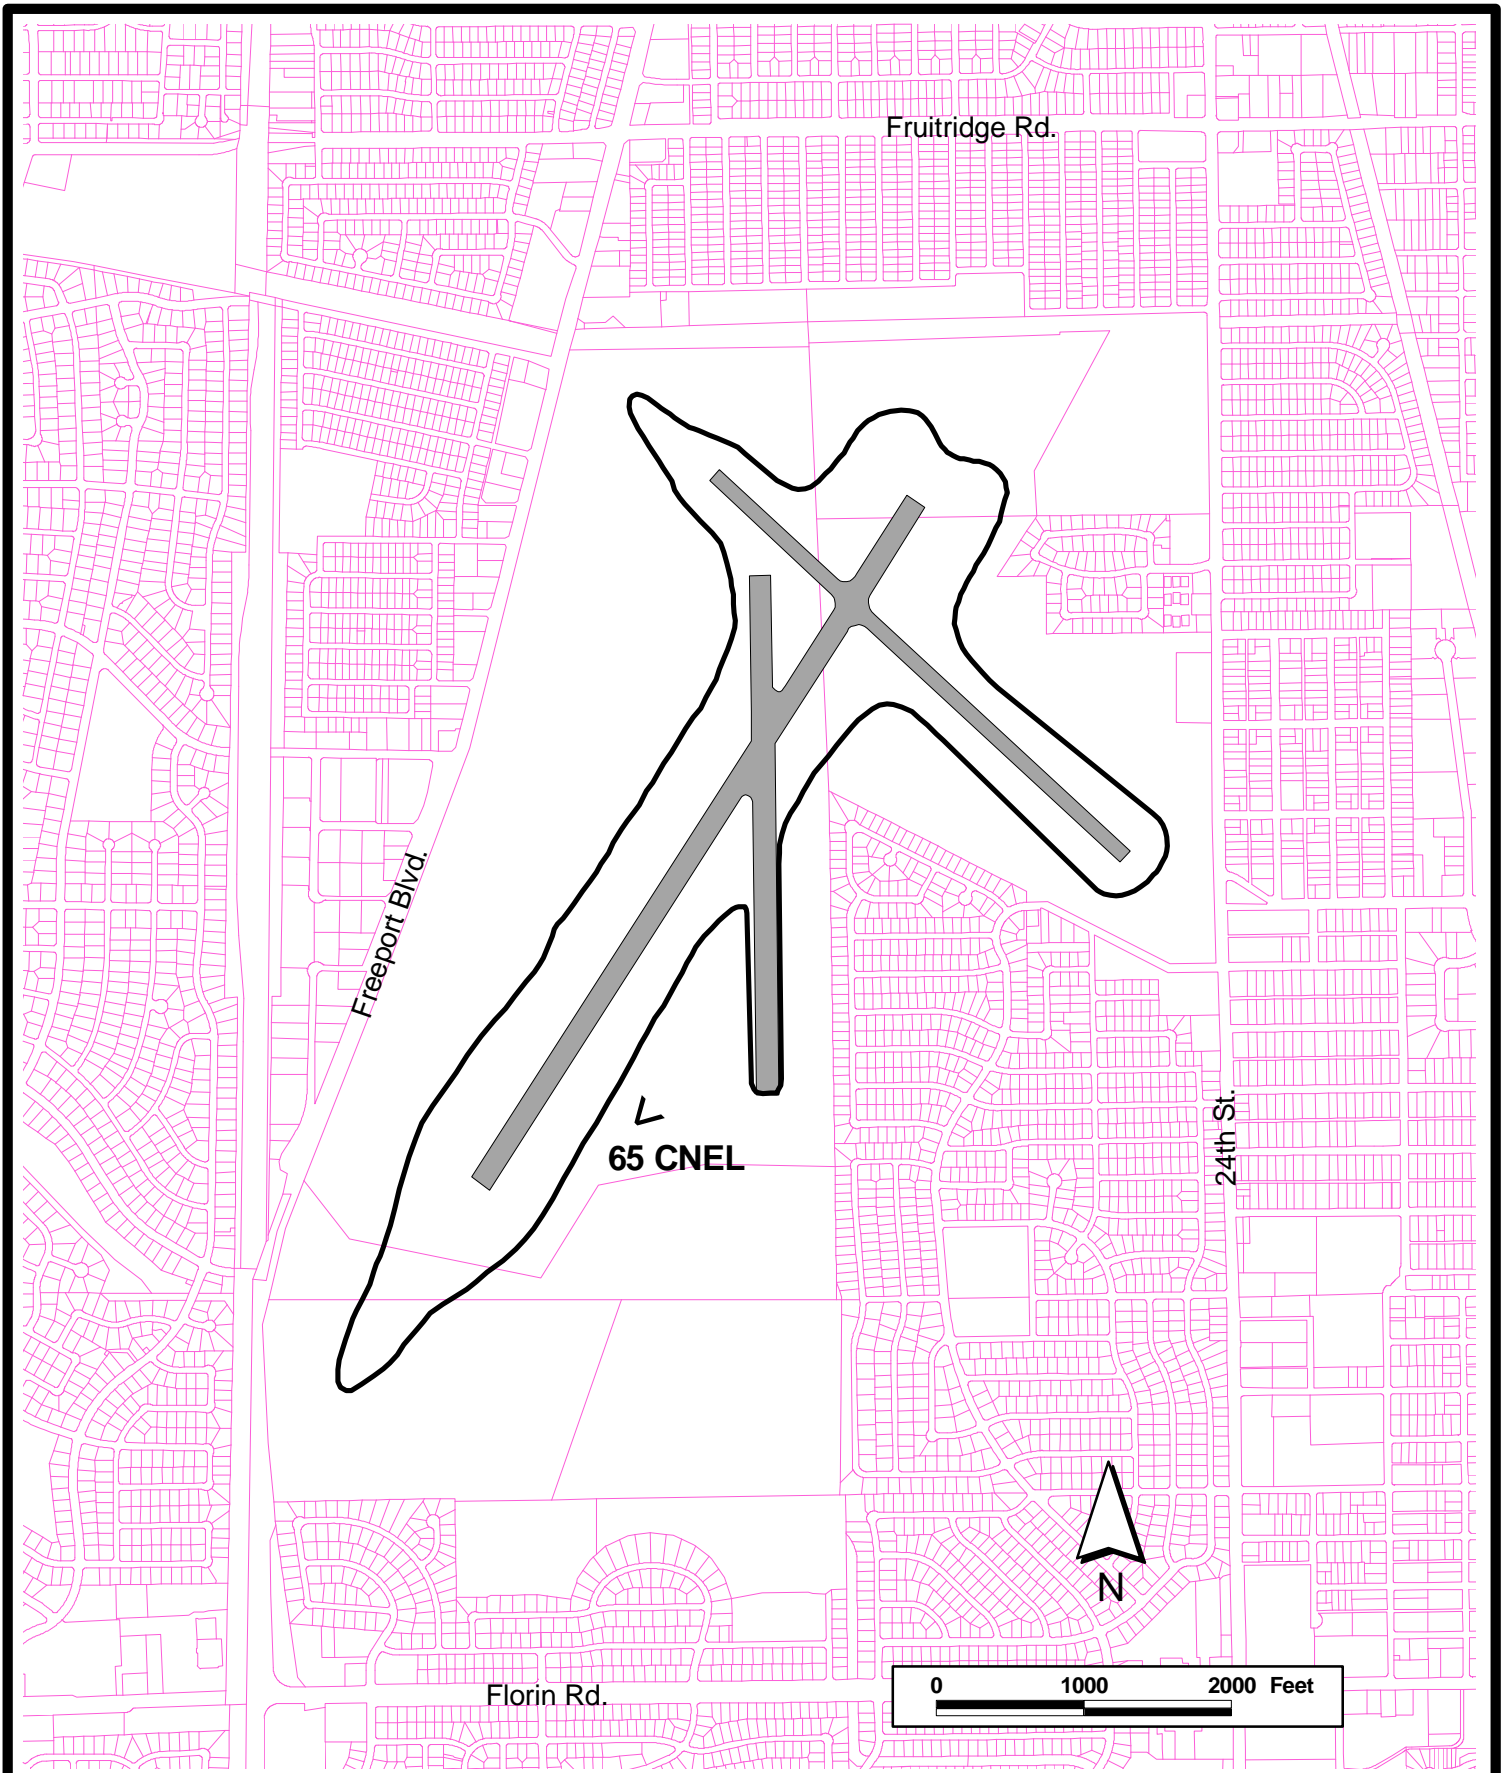 Fruitridge Rd.
Freeport Blvd.
65 CNEL
24th St.
N
0 1000 2000 Feet
Florin Rd.